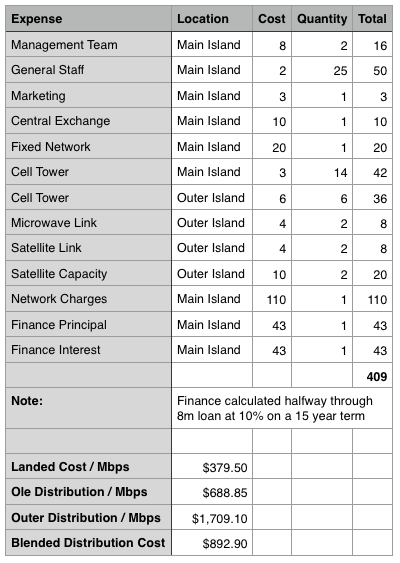 Expense Location Cost Quantity Total
Management Team Main Island 8 2 16
General Staff Main Island 2 25 50
Marketing Main Island 3 1 3
Central Exchange Main Island 10 1 10
Fixed Network Main Island 20 1 20
Cell Tower Main Island 3 14 42
Cell Tower Outer Island 6 6 36
Microwave Link Outer Island 4 2 8
Satellite Link Outer Island 4 2 8
Satellite Capacity Outer Island 10 2 20
Network Charges Main Island 110 1 110
Finance Principal Main Island 43 1 43
Finance Interest Main Island 43 1 43
409
Note: Finance calculated halfway through
8m loan at 10% on a 15 year term
Landed Cost / Mbps $379.50
Ole Distribution / Mbps $688.85
Outer Distribution / Mbps $1,709.10
Blended Distribution Cost $892.90